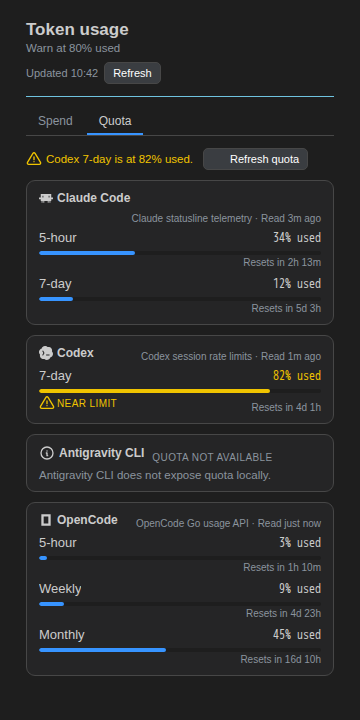 Token usage
Warn at 80% used
Updated 10:42 Refresh
Spend Quota
Codex 7-day is at 82% used. Refresh quota
Claude Code
Claude statusline telemetry · Read 3m ago
5-hour 34% used
Resets in 2h 13m
7-day 12% used
Resets in 5d 3h
Codex Codex session rate limits · Read 1m ago
7-day 82% used
NEAR LIMIT Resets in 4d 1h
Antigravity CLI QUOTA NOT AVAILABLE
Antigravity CLI does not expose quota locally.
OpenCode OpenCode Go usage API · Read just now
5-hour 3% used
Resets in 1h 10m
Weekly 9% used
Resets in 4d 23h
Monthly 45% used
Resets in 16d 10h